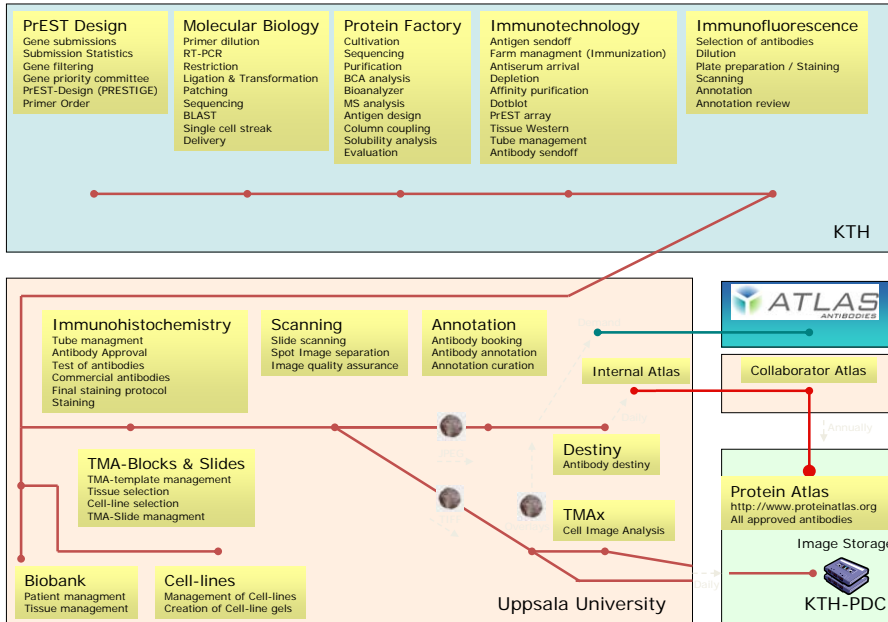 PrEST Design
Gene submissions
Submission Statistics
Gene filtering
Gene priority committee
PrEST-Design (PRESTIGE)
Primer Order
Molecular Biology
Primer dilution
RT-PCR
Restriction
Ligation & Transformation
Patching
Sequencing
BLAST
Single cell streak
Delivery
Protein Factory
Cultivation
Sequencing
Purification
BCA analysis
Bioanalyzer
MS analysis
Antigen design
Column coupling
Solubility analysis
Evaluation
Immunotechnology
Antigen sendoff
Farm managment (Immunization)
Antiserum arrival
Depletion
Affinity purification
Dotblot
PrEST array
Tissue Western
Tube management
Antibody sendoff
Immunofluorescence
Selection of antibodies
Dilution
Plate preparation / Staining
Scanning
Annotation
Annotation review
KTH
Immunohistochemistry
Tube managment
Antibody Approval
Test of antibodies
Commercial antibodies
Final staining protocol
Staining
Scanning
Slide scanning
Spot Image separation
Image quality assurance
Annotation
Antibody booking
Antibody annotation
Annotation curation
ATLAS
ANTIBODIES
Internal Atlas
Collaborator Atlas
Annually
Destiny
Antibody destiny
TMA-Blocks & Slides
TMA-template management
Tissue selection
Cell-line selection
TMA-Slide managment
TMAx
Cell Image Analysis
Protein Atlas
http://www.proteinatlas.org
All approved antibodies
Image Storage
Biobank
Patient managment
Tissue management
Cell-lines
Management of Cell-lines
Creation of Cell-line gels
Uppsala University
Daily
KTH-PDC